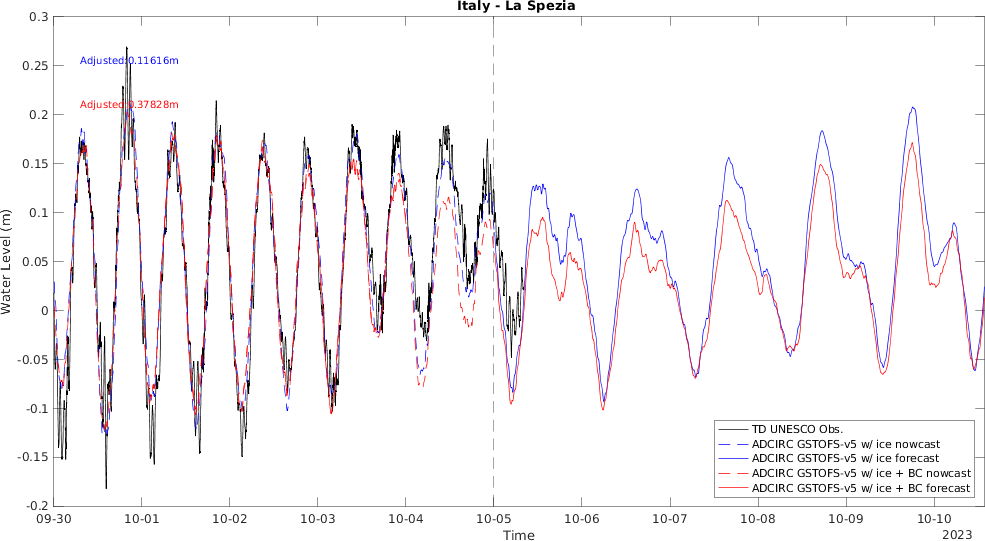 Italy - La Spezia
0.3
0.25
0.2
0.15
0.1
0.05
0
-0.05
-0.1
-0.15
-0.2
Water Level (m)
Adjusted:0.11616m
Adjusted:0.37828m
TD UNESCO Obs.
ADCIRC GSTOFS-v5 w/ ice nowcast
ADCIRC GSTOFS-v5 w/ ice forecast
ADCIRC GSTOFS-v5 w/ ice + BC nowcast
ADCIRC GSTOFS-v5 w/ ice + BC forecast
09-30 10-01 10-02 10-03 10-04 10-05 10-06 10-07 10-08 10-09 10-10
Time
2023